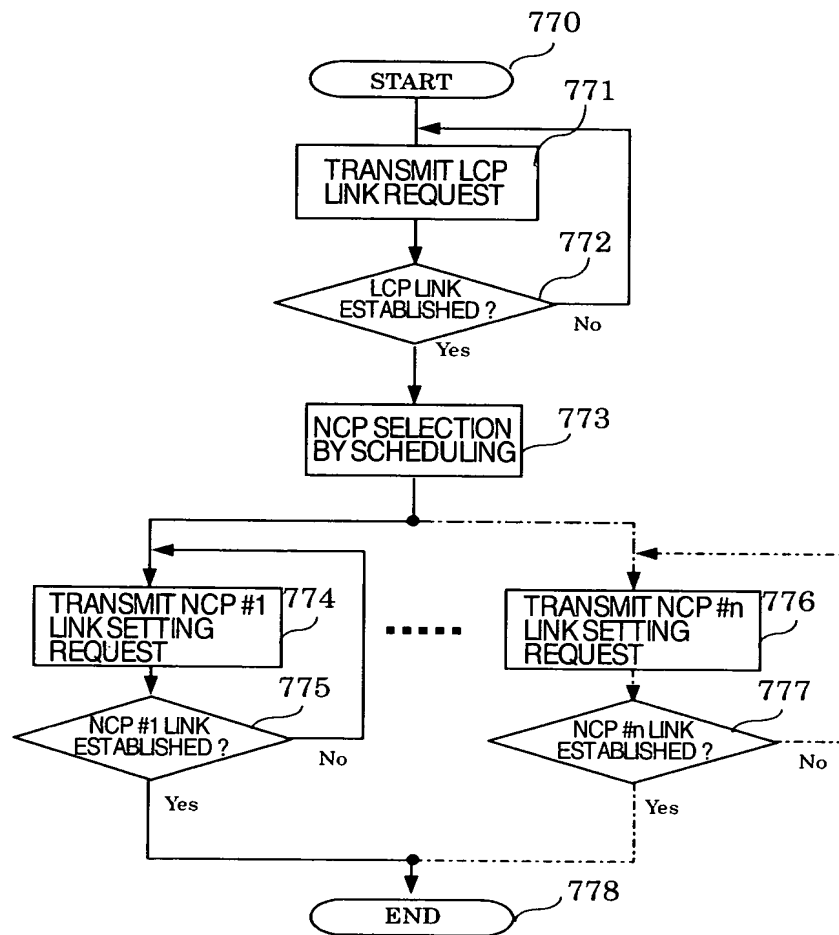 770
START
771
TRANSMIT LCP
LINK REQUEST
772
LCP LINK
ESTABLISHED ?
No
Yes
NCP SELECTION
BY SCHEDULING
773
TRANSMIT NCP #1
LINK SETTING
REQUEST
774
TRANSMIT NCP #n
LINK SETTING
REQUEST
776
775
NCP #1 LINK
ESTABLISHED ?
No
Yes
777
NCP #n LINK
ESTABLISHED ?
No
Yes
778
END